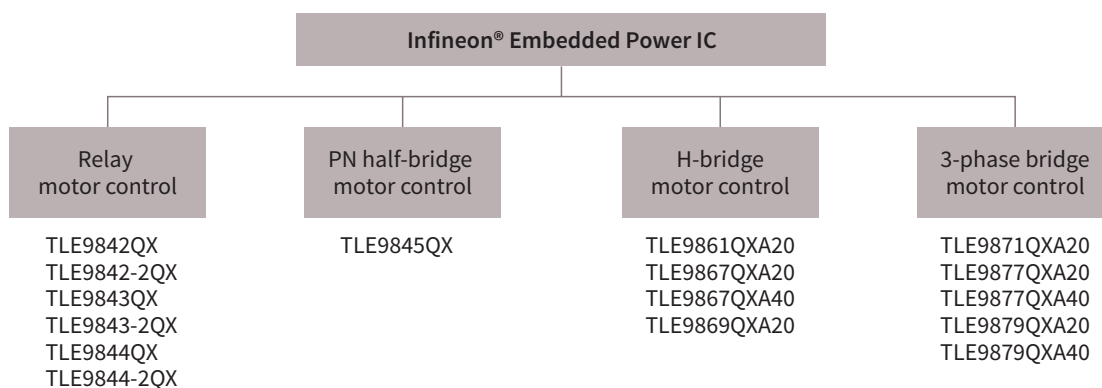 Infineon® Embedded Power IC
Relay
motor control
TLE9842QX
TLE9842-2QX
TLE9843QX
TLE9843-2QX
TLE9844QX
TLE9844-2QX
PN half-bridge
motor control
TLE9845QX
H-bridge
motor control
TLE9861QXA20
TLE9867QXA20
TLE9867QXA40
TLE9869QXA20
3-phase bridge
motor control
TLE9871QXA20
TLE9877QXA20
TLE9877QXA40
TLE9879QXA20
TLE9879QXA40